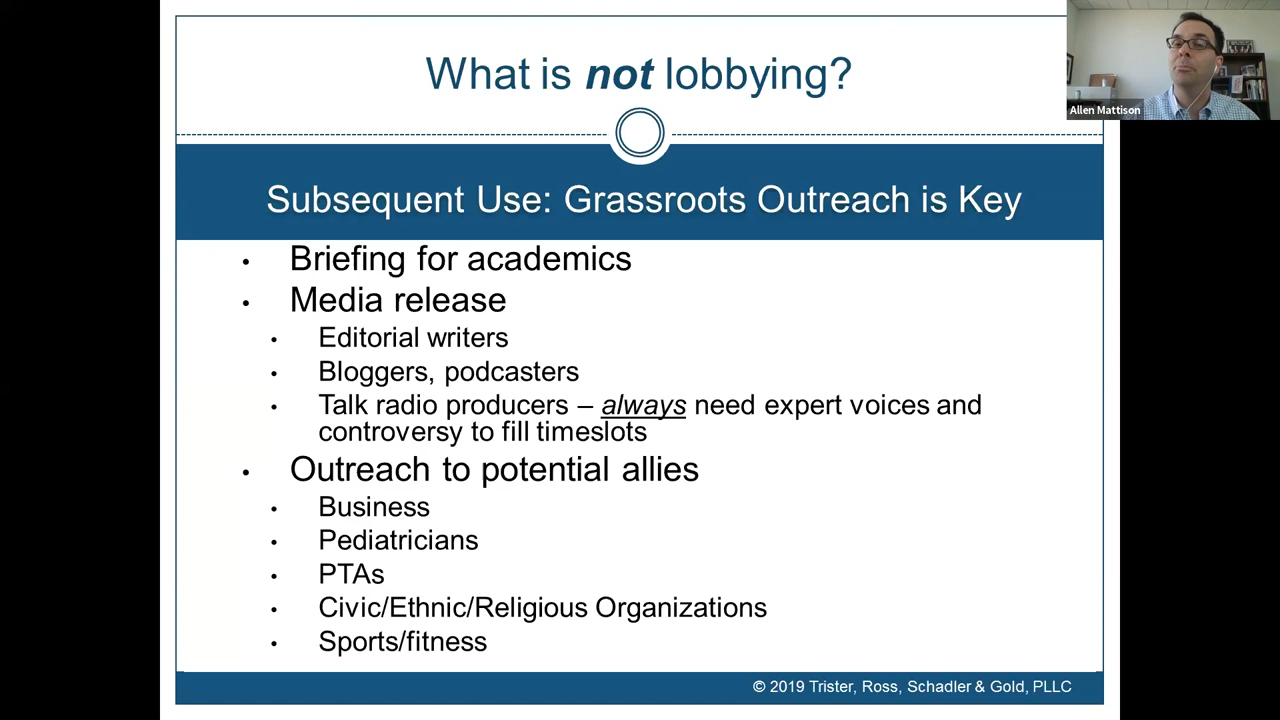 What is not lobbying?
Allen Mattison
Subsequent Use: Grassroots Outreach is Key
• Briefing for academics
• Media release
• Editorial writers
• Bloggers, podcasters
• Talk radio producers – always need expert voices and
controversy to fill timeslots
• Outreach to potential allies
• Business
• Pediatricians
• PTAs
• Civic/Ethnic/Religious Organizations
• Sports/fitness
© 2019 Trister, Ross, Schadler & Gold, PLLC